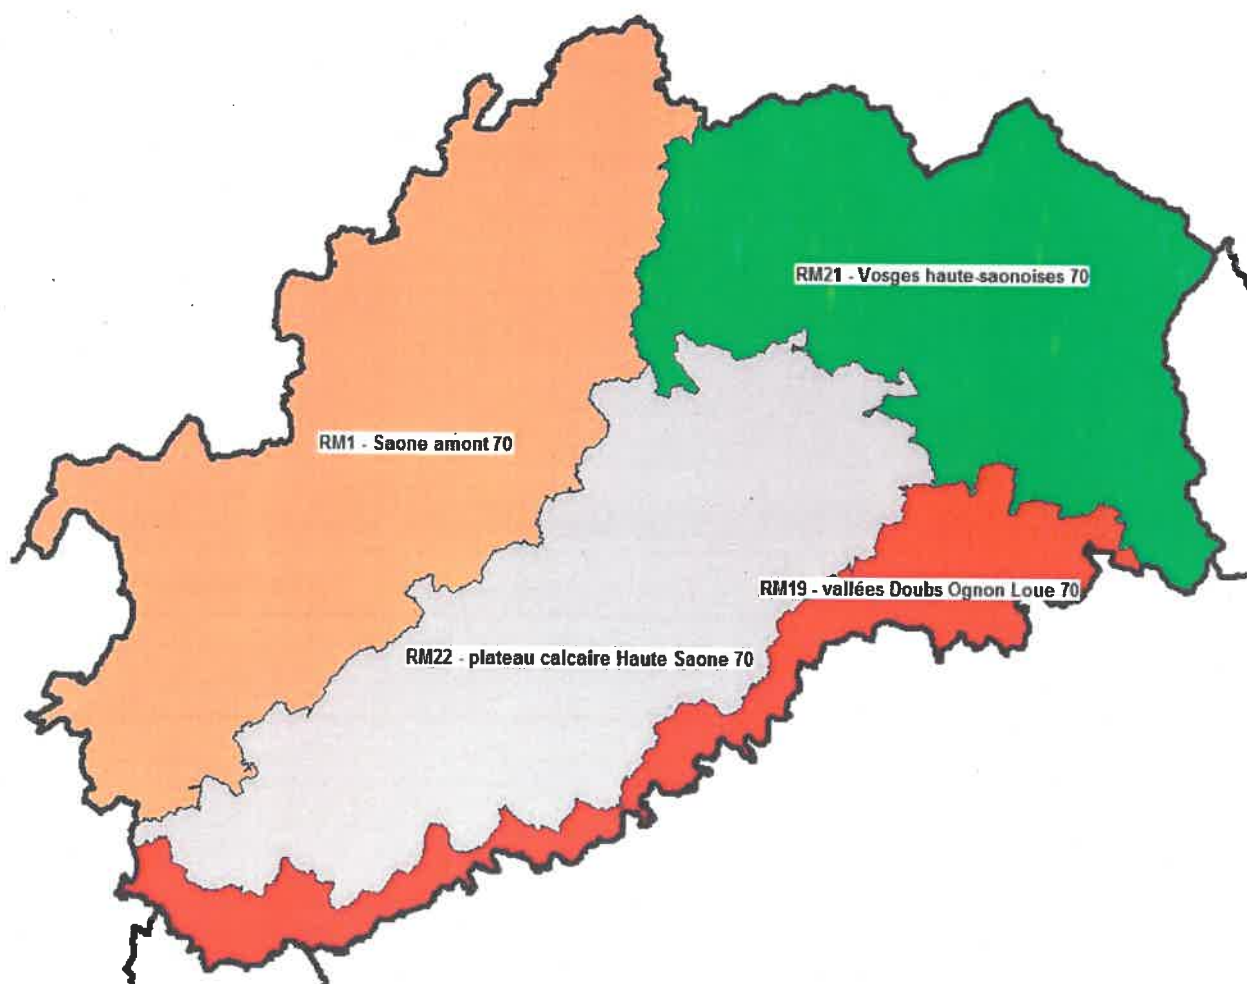 RM21 - Vosges haute-saonoises 70
RM1 - Saone amont 70
RM19 - vallées Doubs Ognon Loue 70
RM22 - plateau calcaire Haute Saone 70